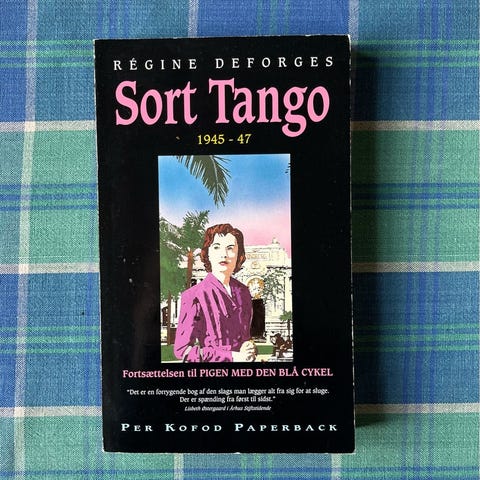 RÉGINE DEFORGES
Sort Tango
1945 - 47
Fortsættelsen til PIGEN MED DEN BLÅ CYKEL
"Det er en forrygende bog af den slags man lægger alt fra sig for at sluge.
Der er spænding fra først til sidst."
Lisbeth Østergaard i Århus Stiftstidende
PER KOFOD PAPERBACK